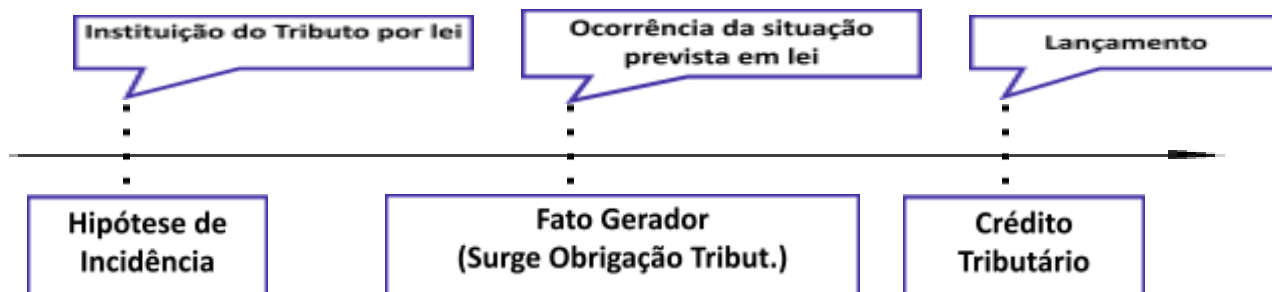 Instituição do Tributo por lei
Ocorrência da situação
prevista em lei
Lançamento
Hipótese de
Incidência
Fato Gerador
(Surge Obrigação Tribut.)
Crédito
Tributário